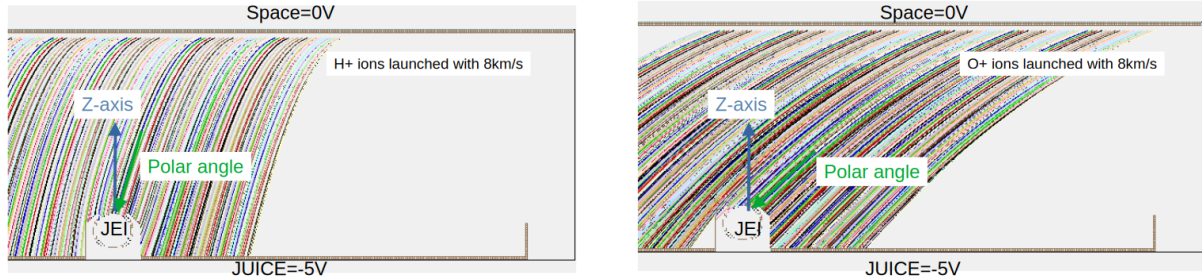 Space=0V
H+ ions launched with 8km/s
Z-axis
Polar angle
JEI
JUICE=-5V
Space=0V
O+ ions launched with 8km/s
Z-axis
Polar angle
JEI
JUICE=-5V